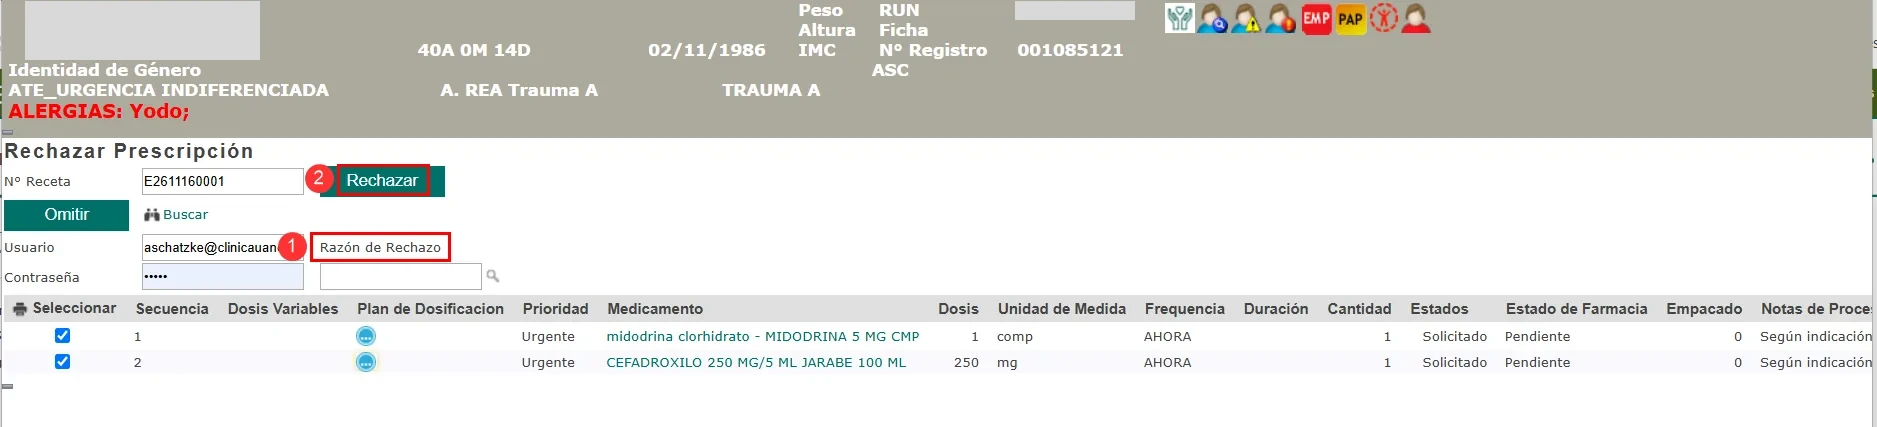 Peso RUN
Altura Ficha
40A 0M 14D 02/11/1986 IMC N° Registro 001085121
Identidad de Género ASC
ATE_URGENCIA INDIFERENCIADA A. REA Trauma A TRAUMA A
ALERGIAS: Yodo;
EMP PAP
Rechazar Prescripción
N° Receta E2611160001 2 Rechazar
Omitir Buscar
Usuario aschatzke@clinicauan 1 Razón de Rechazo
Contraseña •••••
Seleccionar Secuencia Dosis Variables Plan de Dosificacion Prioridad Medicamento Dosis Unidad de Medida Frequencia Duración Cantidad Estados Estado de Farmacia Empacado Notas de Proces
1 Urgente midodrina clorhidrato - MIDODRINA 5 MG CMP 1 comp AHORA 1 Solicitado Pendiente 0 Según indicación
2 Urgente CEFADROXILO 250 MG/5 ML JARABE 100 ML 250 mg AHORA 1 Solicitado Pendiente 0 Según indicación